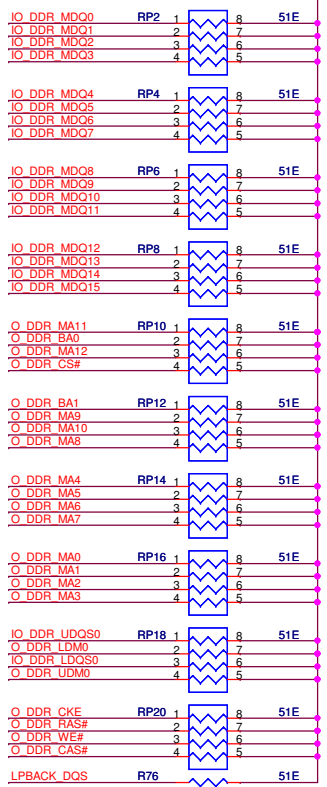 IO_DDR_MDQ0 RP2 1 8 51E
IO_DDR_MDQ1 2 7
IO_DDR_MDQ2 3 6
IO_DDR_MDQ3 4 5
IO_DDR_MDQ4 RP4 1 8 51E
IO_DDR_MDQ5 2 7
IO_DDR_MDQ6 3 6
IO_DDR_MDQ7 4 5
IO_DDR_MDQ8 RP6 1 8 51E
IO_DDR_MDQ9 2 7
IO_DDR_MDQ10 3 6
IO_DDR_MDQ11 4 5
IO_DDR_MDQ12 RP8 1 8 51E
IO_DDR_MDQ13 2 7
IO_DDR_MDQ14 3 6
IO_DDR_MDQ15 4 5
O_DDR_MA11 RP10 1 8 51E
O_DDR_BA0 2 7
O_DDR_MA12 3 6
O_DDR_CS# 4 5
O_DDR_BA1 RP12 1 8 51E
O_DDR_MA9 2 7
O_DDR_MA10 3 6
O_DDR_MA8 4 5
O_DDR_MA4 RP14 1 8 51E
O_DDR_MA5 2 7
O_DDR_MA6 3 6
O_DDR_MA7 4 5
O_DDR_MA0 RP16 1 8 51E
O_DDR_MA1 2 7
O_DDR_MA2 3 6
O_DDR_MA3 4 5
IO_DDR_UDQS0 RP18 1 8 51E
O_DDR_LDM0 2 7
IO_DDR_LDQS0 3 6
O_DDR_UDM0 4 5
O_DDR_CKE RP20 1 8 51E
O_DDR_RAS# 2 7
O_DDR_WE# 3 6
O_DDR_CAS# 4 5
LPBACK_DQS R76 51E